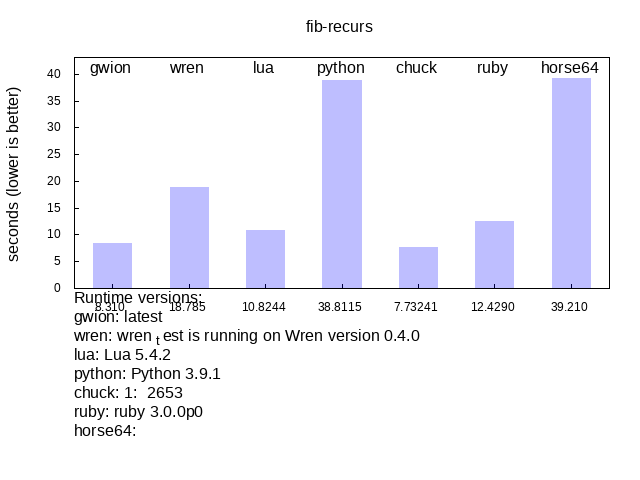 fib-recurs
seconds (lower is better)
40
35
30
25
20
15
10
5
0
gwion wren lua python chuck ruby horse64
8.310 18.785 10.8244 38.8115 7.73241 12.4290 39.210
Runtime versions:
gwion: latest
wren: wren test is running on Wren version 0.4.0
lua: Lua 5.4.2
python: Python 3.9.1
chuck: 1:  2653
ruby: ruby 3.0.0p0
horse64: